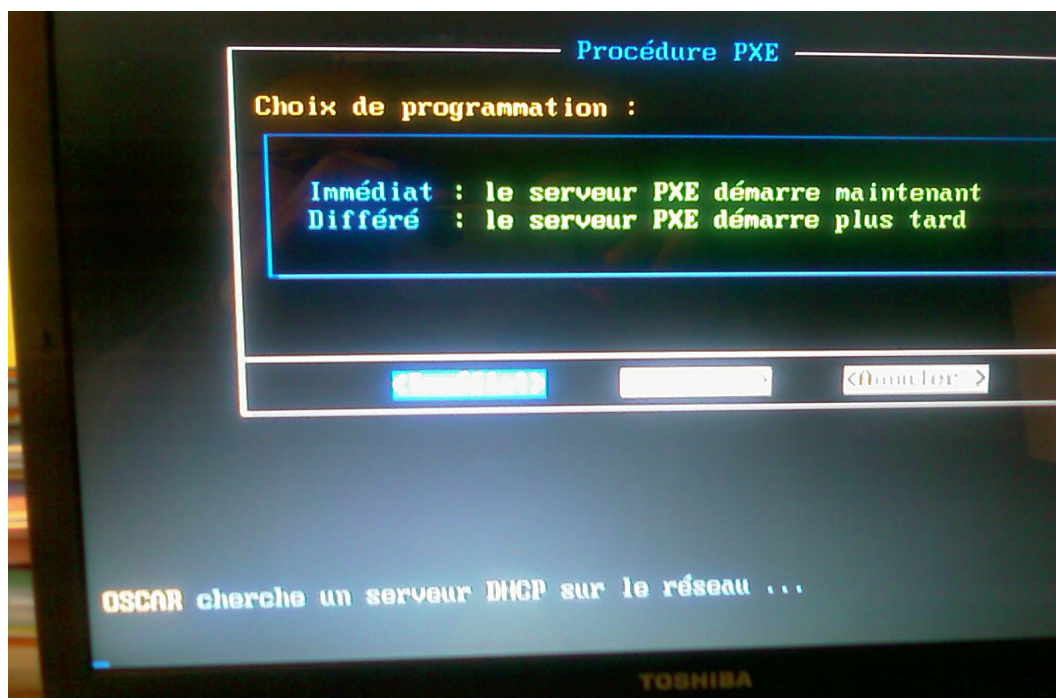 Procédure PXE
Choix de programmation :
Immédiat : le serveur PXE démarre maintenant
Différé : le serveur PXE démarre plus tard
<Annuler >
OSCAR cherche un serveur DHCP sur le réseau ...
TOSHIBA